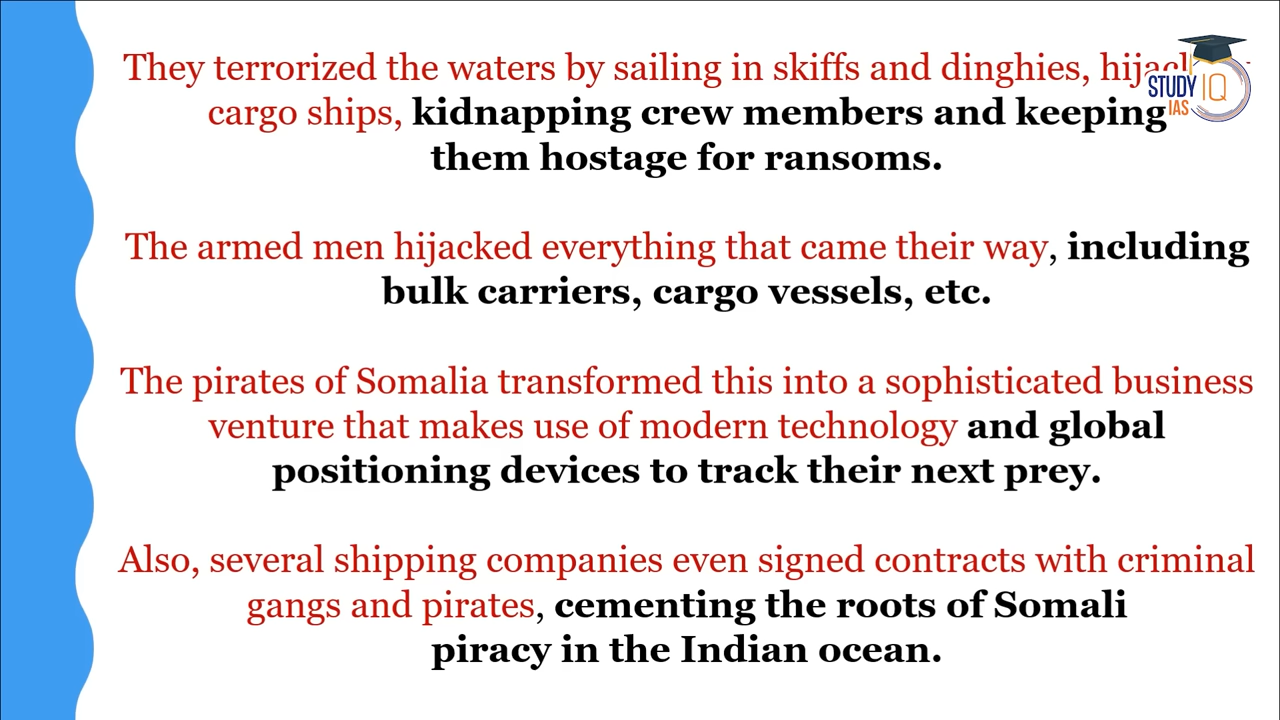 They terrorized the waters by sailing in skiffs and dinghies,
cargo ships, kidnapping crew members and keeping
them hostage for ransoms.
The armed men hijacked everything that came their way, including
bulk carriers, cargo vessels, etc.
The pirates of Somalia transformed this into a sophisticated business
venture that makes use of modern technology and global
positioning devices to track their next prey.
Also, several shipping companies even signed contracts with criminal
gangs and pirates, cementing the roots of Somali
piracy in the Indian ocean.
STUDY IQ
IAS